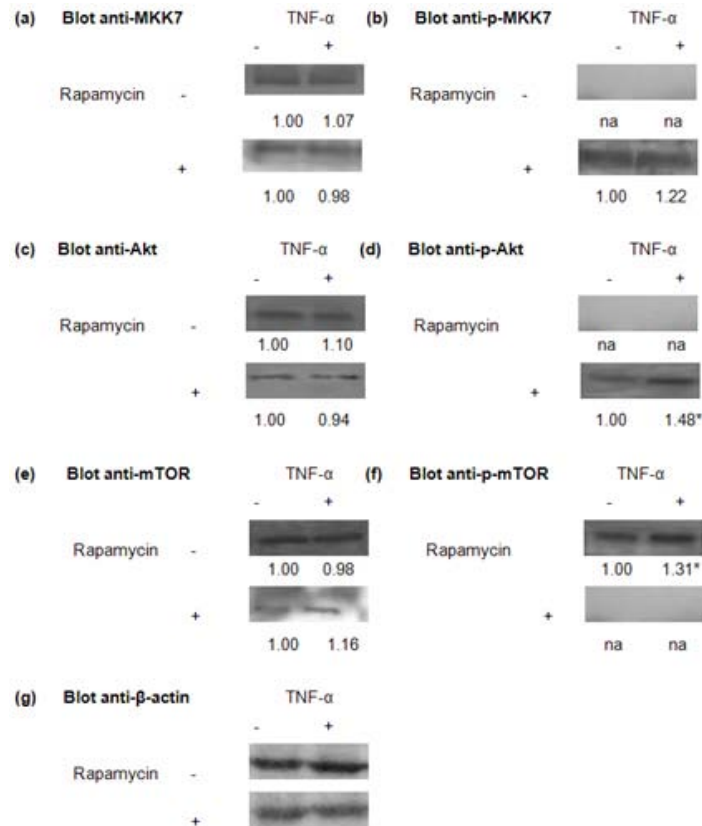 (a) Blot anti-MKK7 TNF-α (b) Blot anti-p-MKK7 TNF-α
- + - +
Rapamycin - Rapamycin -
1.00 1.07 na na
+ +
1.00 0.98 1.00 1.22
(c) Blot anti-Akt TNF-α (d) Blot anti-p-Akt TNF-α
- + - +
Rapamycin - Rapamycin
1.00 1.10 na na
+ +
1.00 0.94 1.00 1.48*
(e) Blot anti-mTOR TNF-α (f) Blot anti-p-mTOR TNF-α
- + - +
Rapamycin - Rapamycin
1.00 0.98 1.00 1.31*
+ +
1.00 1.16 na na
(g) Blot anti-β-actin TNF-α
- +
Rapamycin -
+